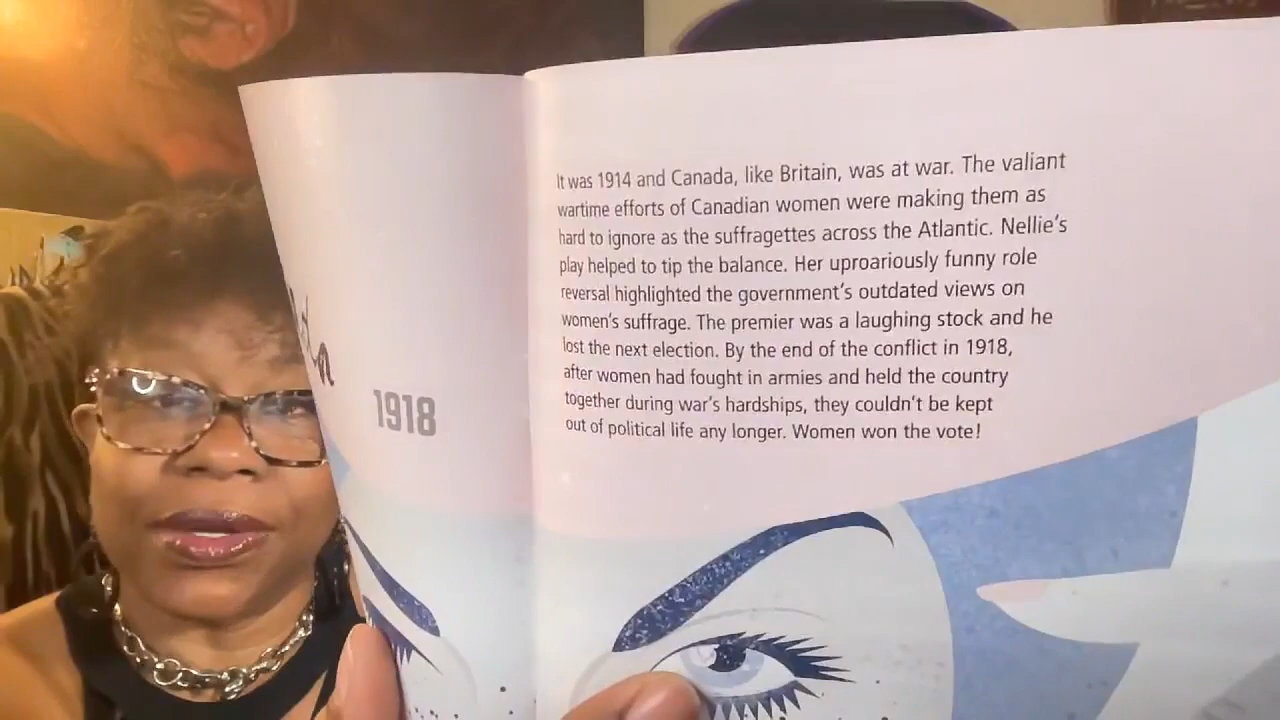 1918
It was 1914 and Canada, like Britain, was at war. The valiant
wartime efforts of Canadian women were making them as
hard to ignore as the suffragettes across the Atlantic. Nellie's
play helped to tip the balance. Her uproariously funny role
reversal highlighted the government's outdated views on
women's suffrage. The premier was a laughing stock and he
lost the next election. By the end of the conflict in 1918,
after women had fought in armies and held the country
together during war's hardships, they couldn't be kept
out of political life any longer. Women won the vote!